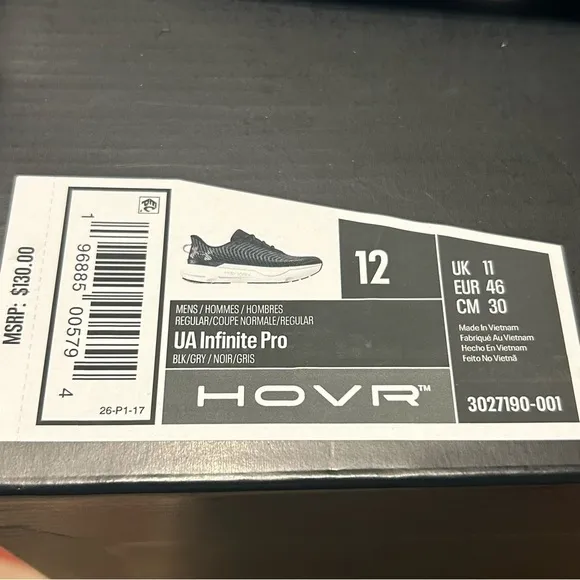 MSRP: $130.00
1 96885 00579 4
26-P1-17
12
MENS / HOMMES / HOMBRES
REGULAR/COUPE NORMALE/REGULAR
UA Infinite Pro
BLK/GRY / NOIR/GRIS
HOVR™
UK 11
EUR 46
CM 30
Made In Vietnam
Fabriqué Au Vietnam
Hecho En Vietnam
Feito No Vietnã
3027190-001